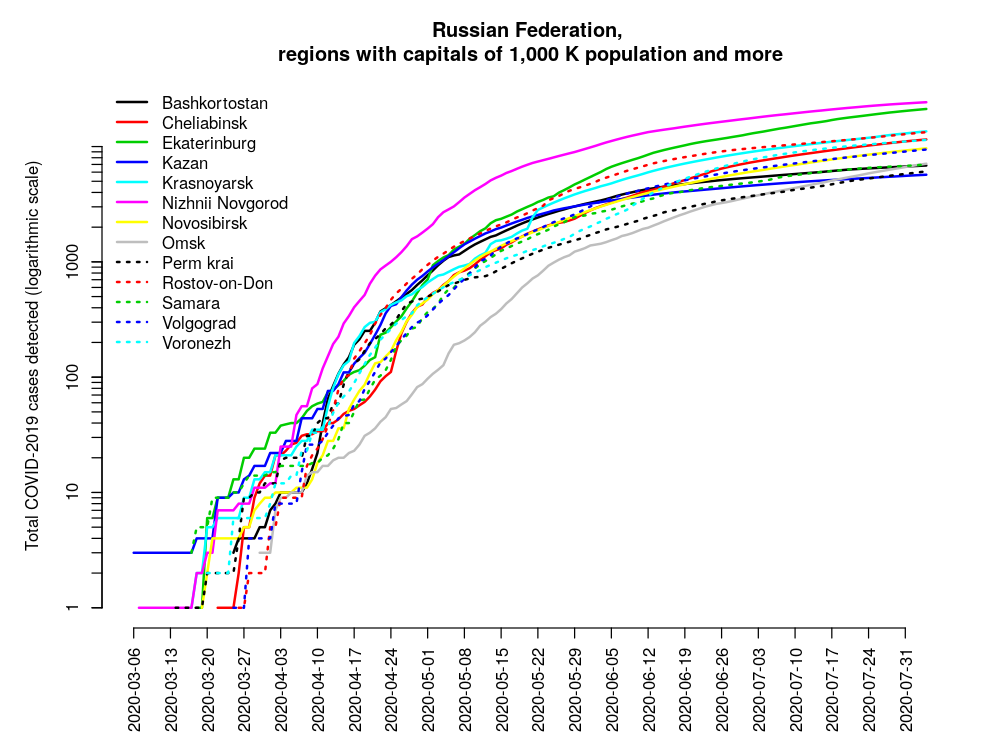 Russian Federation,
regions with capitals of 1,000 K population and more
Total COVID-2019 cases detected (logarithmic scale)
Bashkortostan
Cheliabinsk
Ekaterinburg
Kazan
Krasnoyarsk
Nizhnii Novgorod
Novosibirsk
Omsk
Perm krai
Rostov-on-Don
Samara
Volgograd
Voronezh
1000
100
10
1
2020-03-06
2020-03-13
2020-03-20
2020-03-27
2020-04-03
2020-04-10
2020-04-17
2020-04-24
2020-05-01
2020-05-08
2020-05-15
2020-05-22
2020-05-29
2020-06-05
2020-06-12
2020-06-19
2020-06-26
2020-07-03
2020-07-10
2020-07-17
2020-07-24
2020-07-31